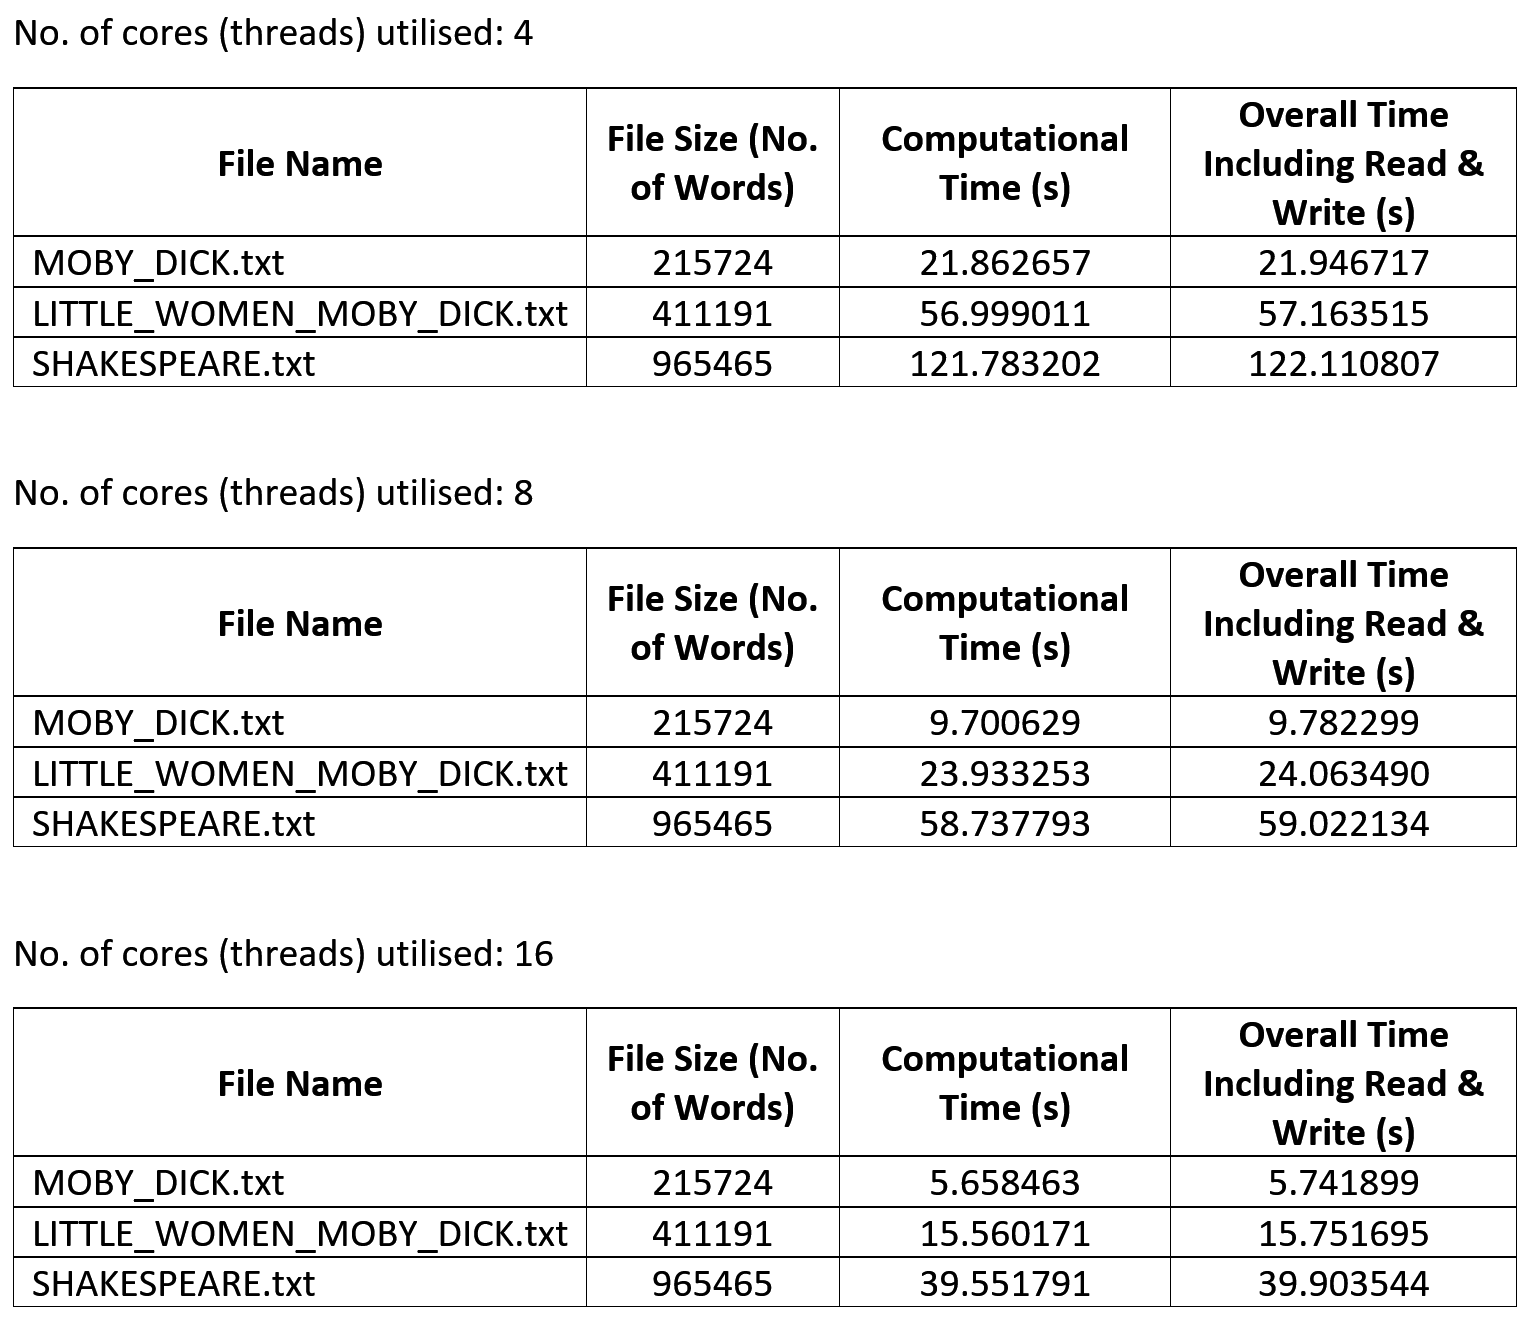 No. of cores (threads) utilised: 4
File Name File Size (No. of Words) Computational Time (s) Overall Time Including Read & Write (s)
MOBY_DICK.txt 215724 21.862657 21.946717
LITTLE_WOMEN_MOBY_DICK.txt 411191 56.999011 57.163515
SHAKESPEARE.txt 965465 121.783202 122.110807
No. of cores (threads) utilised: 8
File Name File Size (No. of Words) Computational Time (s) Overall Time Including Read & Write (s)
MOBY_DICK.txt 215724 9.700629 9.782299
LITTLE_WOMEN_MOBY_DICK.txt 411191 23.933253 24.063490
SHAKESPEARE.txt 965465 58.737793 59.022134
No. of cores (threads) utilised: 16
File Name File Size (No. of Words) Computational Time (s) Overall Time Including Read & Write (s)
MOBY_DICK.txt 215724 5.658463 5.741899
LITTLE_WOMEN_MOBY_DICK.txt 411191 15.560171 15.751695
SHAKESPEARE.txt 965465 39.551791 39.903544